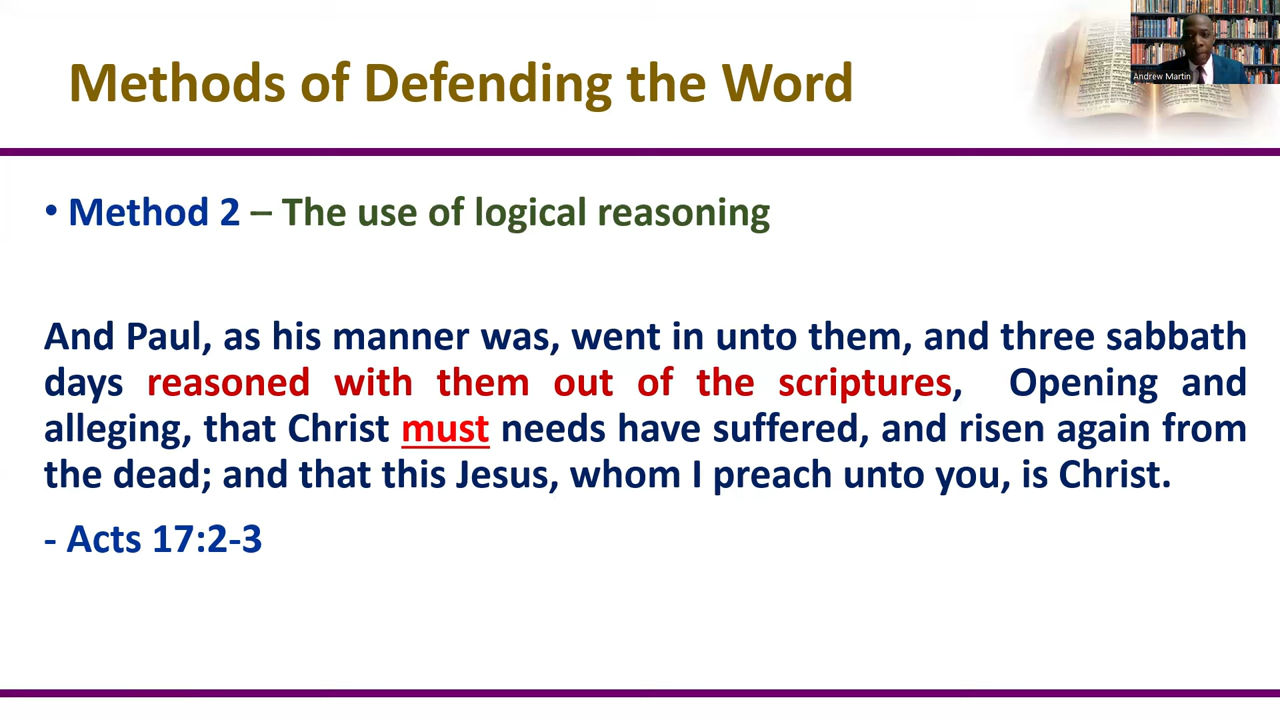 Methods of Defending the Word
Andrew Martin
• Method 2 – The use of logical reasoning
And Paul, as his manner was, went in unto them, and three sabbath
days reasoned with them out of the scriptures, Opening and
alleging, that Christ must needs have suffered, and risen again from
the dead; and that this Jesus, whom I preach unto you, is Christ.
- Acts 17:2-3